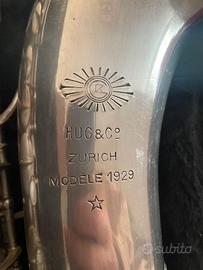 HUG & Co
ZURICH
MODELE 1929
subito